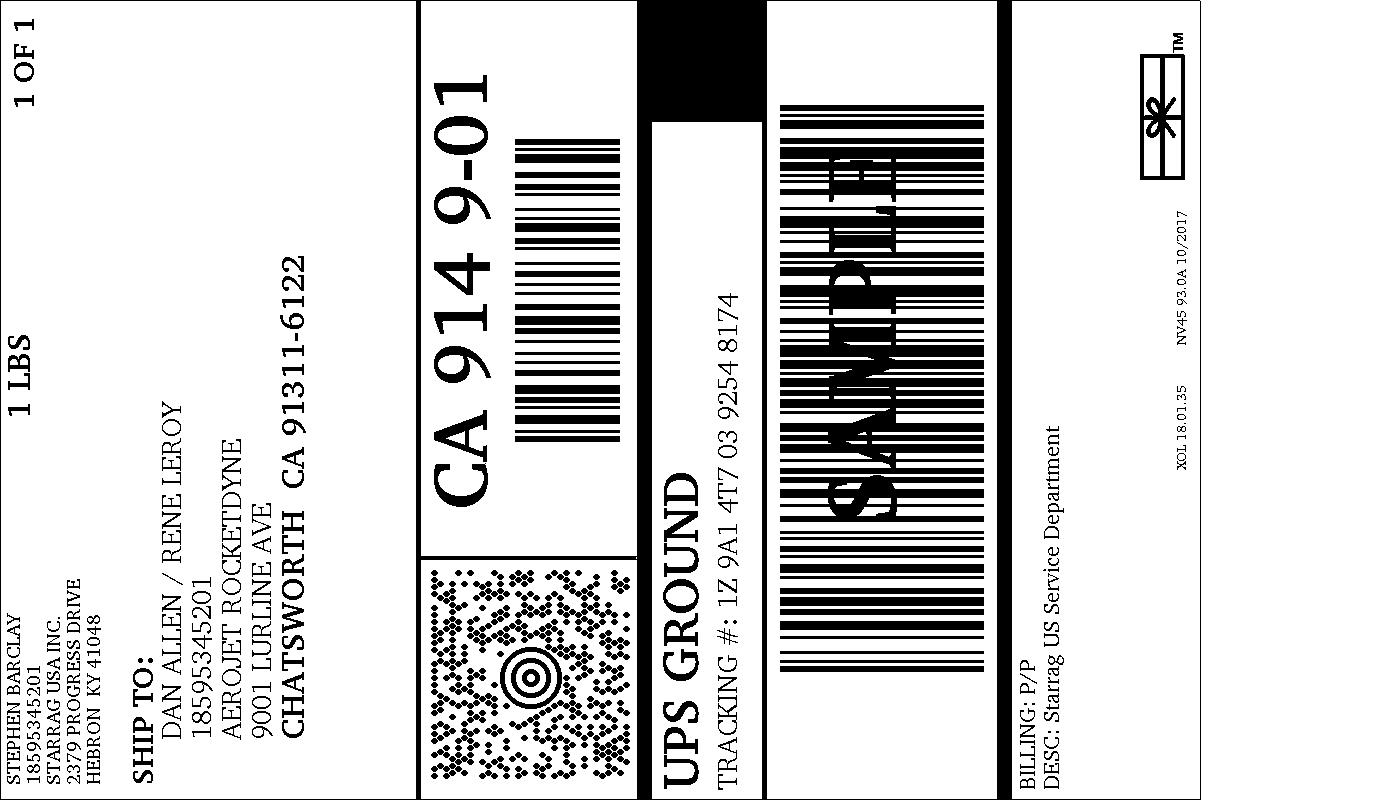 STEPHEN BARCLAY
18595345201
STARRAG USA INC.
2379 PROGRESS DRIVE
HEBRON KY 41048
1 LBS
1 OF 1
SHIP TO:
DAN ALLEN / RENE LEROY
18595345201
AEROJET ROCKETDYNE
9001 LURLINE AVE
CHATSWORTH CA 91311-6122
CA 914 9-01
UPS GROUND
TRACKING #: 1Z 9A1 4T7 03 9254 8174
SAMPLE
BILLING: P/P
DESC: Starrag US Service Department
XOL 18.01.35 NV45 93.0A 10/2017
TM